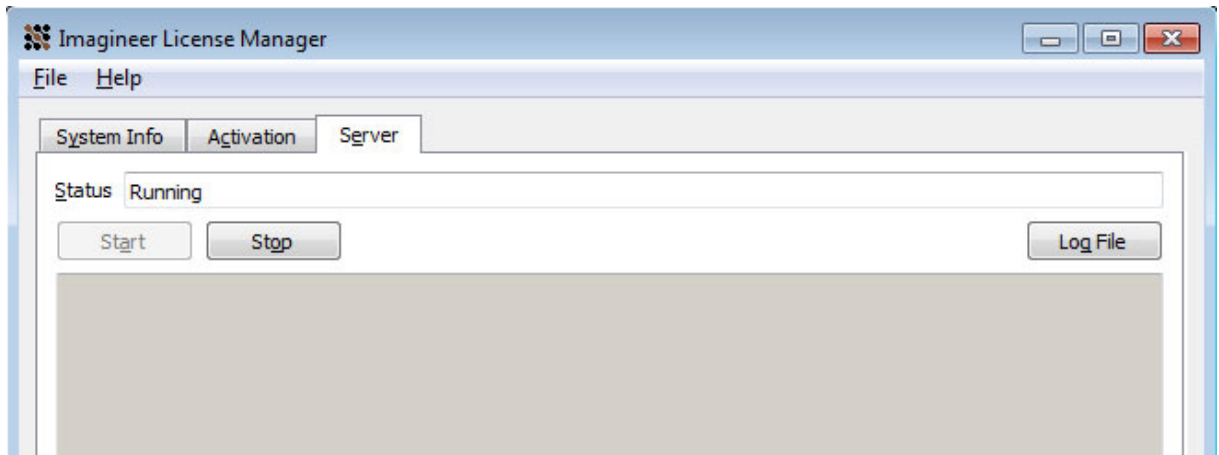 Imagineer License Manager
File Help
System Info Activation Server
Status Running
Start Stop Log File